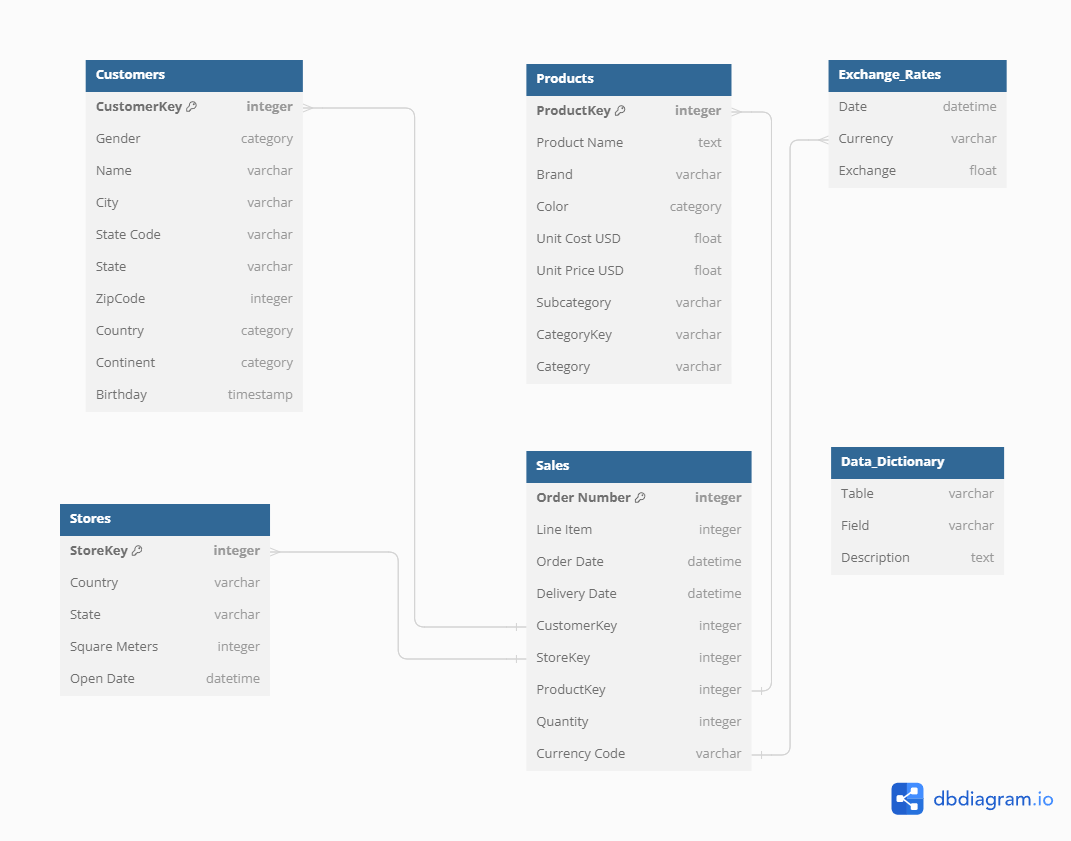 Customers
CustomerKey integer
Gender category
Name varchar
City varchar
State Code varchar
State varchar
ZipCode integer
Country category
Continent category
Birthday timestamp
Products
ProductKey integer
Product Name text
Brand varchar
Color category
Unit Cost USD float
Unit Price USD float
Subcategory varchar
CategoryKey varchar
Category varchar
Exchange_Rates
Date datetime
Currency varchar
Exchange float
Stores
StoreKey integer
Country varchar
State varchar
Square Meters integer
Open Date datetime
Sales
Order Number integer
Line Item integer
Order Date datetime
Delivery Date datetime
CustomerKey integer
StoreKey integer
ProductKey integer
Quantity integer
Currency Code varchar
Data_Dictionary
Table varchar
Field varchar
Description text
dbdiagram.io